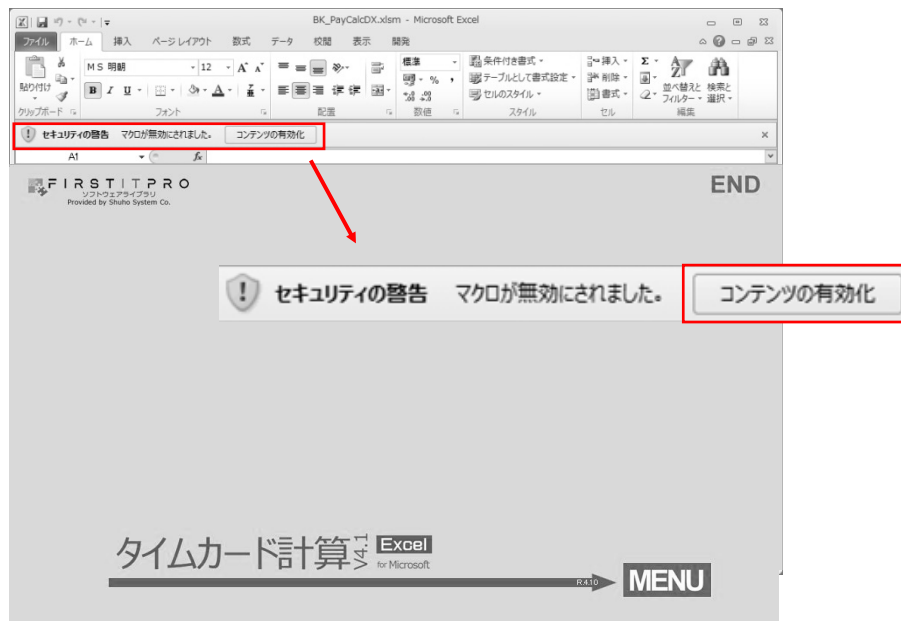 BK_PayCalcDX.xlsm - Microsoft Excel
ファイル ホーム 挿入 ページ レイアウト 数式 データ 校閲 表示 開発
ＭＳ 明朝 12 A A 標準 条件付き書式 挿入 Σ
貼り付け B I U A % , テーブルとして書式設定 削除 並べ替えと 検索と
セルのスタイル 書式 フィルター 選択
クリップボード フォント 配置 数値 スタイル セル 編集
セキュリティの警告 マクロが無効にされました。 コンテンツの有効化
A1 fx
FIRSTITPRO END
ソフトウェアライブラリ
Provided by Shuho System Co.
セキュリティの警告 マクロが無効にされました。 コンテンツの有効化
タイムカード計算 V4.1 Excel
for Microsoft
R.4.10 MENU